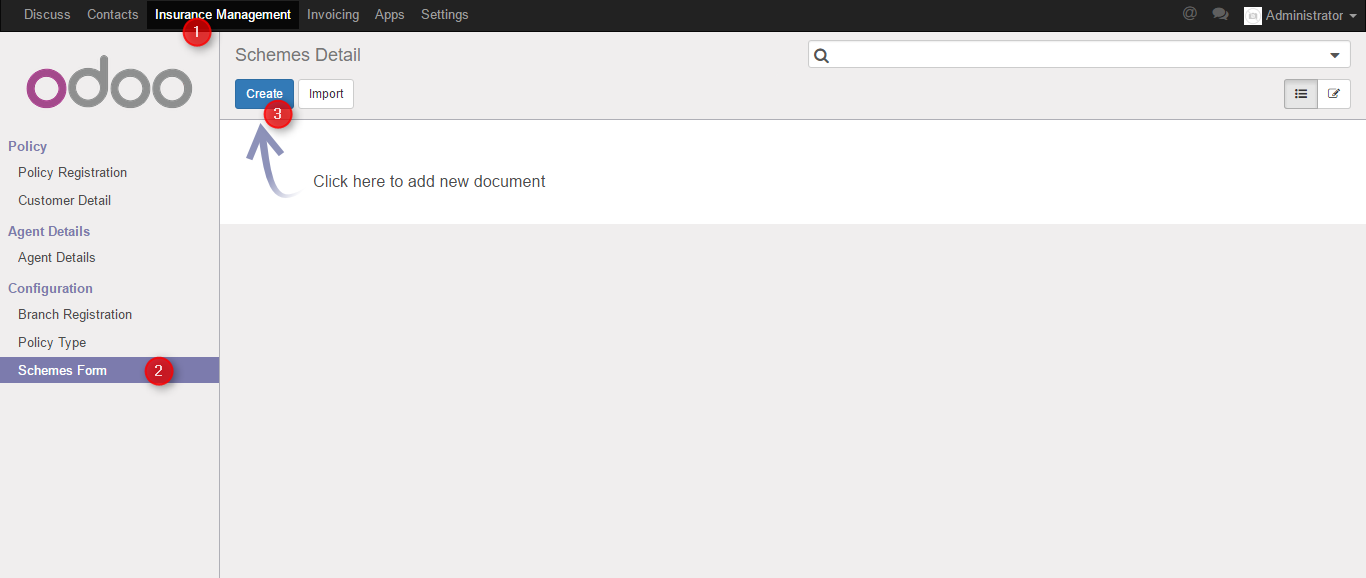 Discuss Contacts Insurance Management Invoicing Apps Settings @ Administrator
1
odoo
Schemes Detail
Create Import
3
Click here to add new document
Policy
Policy Registration
Customer Detail
Agent Details
Agent Details
Configuration
Branch Registration
Policy Type
Schemes Form 2